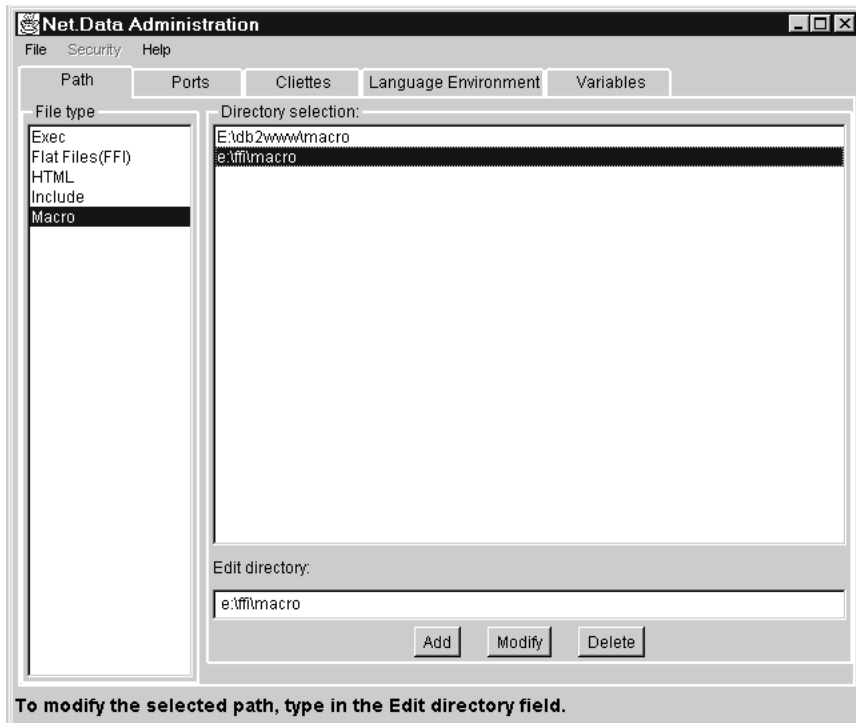 Net.Data Administration
File Security Help
Path Ports Cliettes Language Environment Variables
File type
Exec
Flat Files(FFI)
HTML
Include
Macro
Directory selection:
E:\db2www\macro
e:\ffi\macro
Edit directory:
e:\ffi\macro
Add Modify Delete
To modify the selected path, type in the Edit directory field.